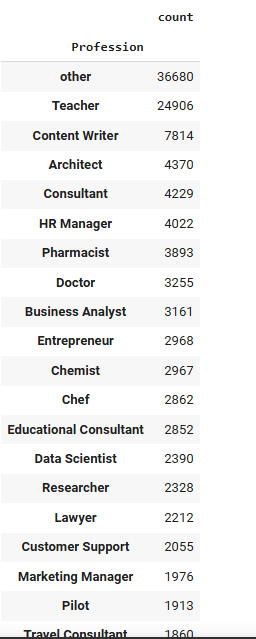 count
Profession
other 36680
Teacher 24906
Content Writer 7814
Architect 4370
Consultant 4229
HR Manager 4022
Pharmacist 3893
Doctor 3255
Business Analyst 3161
Entrepreneur 2968
Chemist 2967
Chef 2862
Educational Consultant 2852
Data Scientist 2390
Researcher 2328
Lawyer 2212
Customer Support 2055
Marketing Manager 1976
Pilot 1913
Travel Consultant 1860